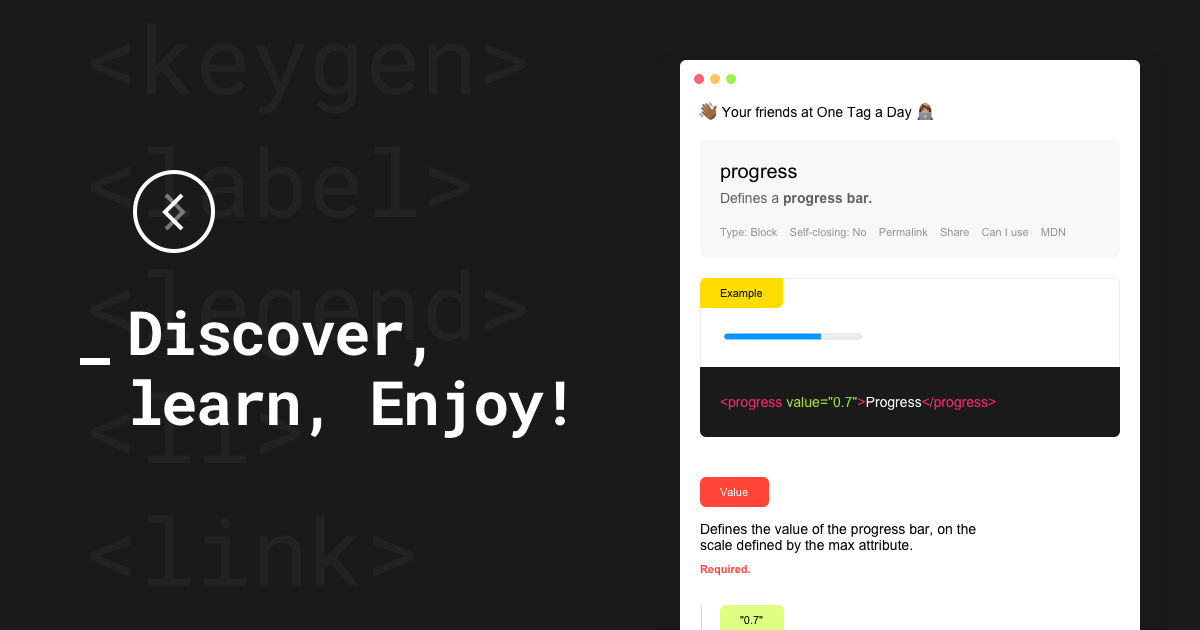 <keygen>
<label>
<legend>
<li>
<link>
_ Discover,
learn, Enjoy!
👋🏾 Your friends at One Tag a Day 👩🏽‍💻
progress
Defines a progress bar.
Type: Block Self-closing: No Permalink Share Can I use MDN
Example
<progress value="0.7">Progress</progress>
Value
Defines the value of the progress bar, on the
scale defined by the max attribute.
Required.
"0.7"